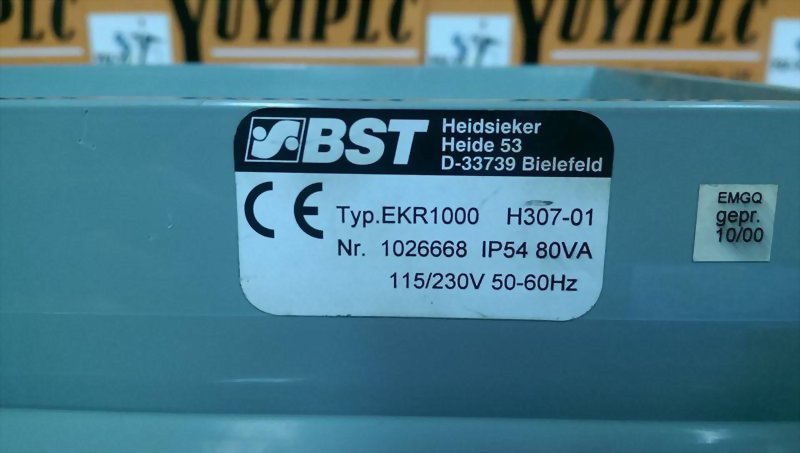 YUYIPLC
YUYIPLC
YUYIPLC
BST
Heidsieker
Heide 53
D-33739 Bielefeld
CE Typ.EKR1000 H307-01
Nr. 1026668 IP54 80VA
115/230V 50-60Hz
EMGQ
gepr.
10/00